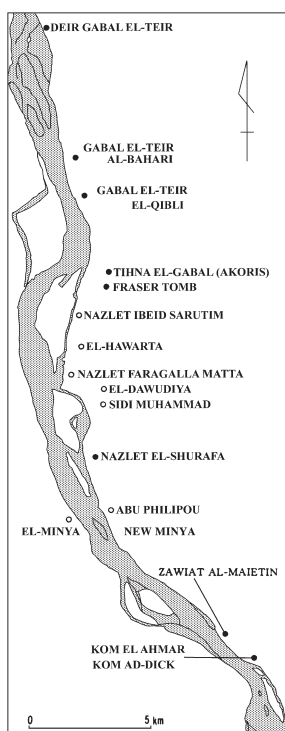 DEIR GABAL EL-TEIR
GABAL EL-TEIR
AL-BAHARI
GABAL EL-TEIR
EL-QIBLI
TIHNA EL-GABAL (AKORIS)
FRASER TOMB
NAZLET IBEID SARUTIM
EL-HAWARTA
NAZLET FARAGALLA MATTA
EL-DAWUDIYA
SIDI MUHAMMAD
NAZLET EL-SHURAFA
ABU PHILIPOU
EL-MINYA
NEW MINYA
ZAWIAT AL-MAIETIN
KOM EL AHMAR
KOM AD-DICK
0 5 km